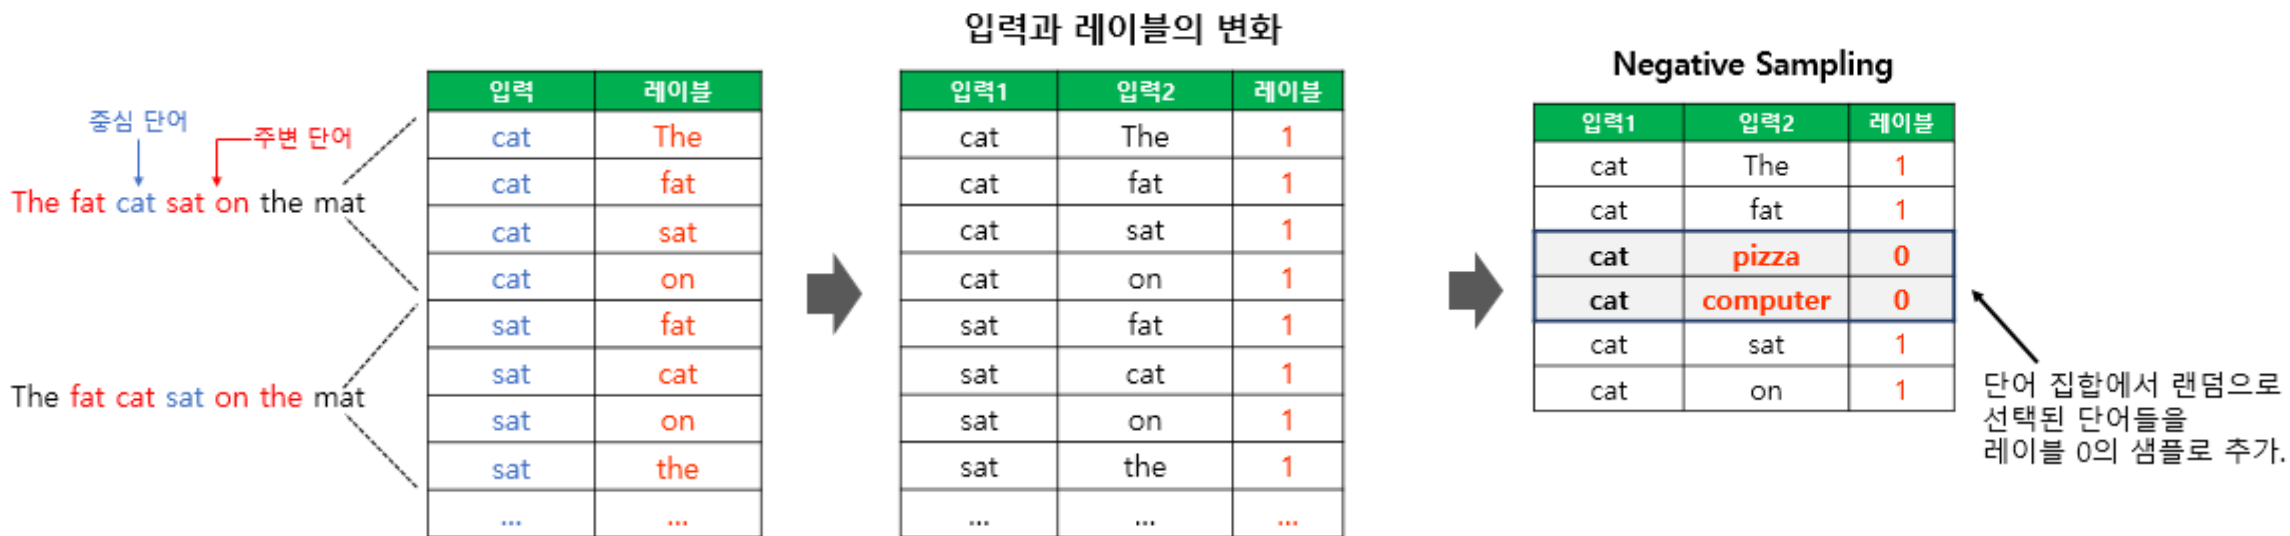 입력과 레이블의 변화
Negative Sampling
중심 단어
주변 단어
The fat cat sat on the mat
The fat cat sat on the mat
입력 레이블
cat The
cat fat
cat sat
cat on
sat fat
sat cat
sat on
sat the
... ...
입력1 입력2 레이블
cat The 1
cat fat 1
cat sat 1
cat on 1
sat fat 1
sat cat 1
sat on 1
sat the 1
... ... ...
입력1 입력2 레이블
cat The 1
cat fat 1
cat pizza 0
cat computer 0
cat sat 1
cat on 1
단어 집합에서 랜덤으로
선택된 단어들을
레이블 0의 샘플로 추가.